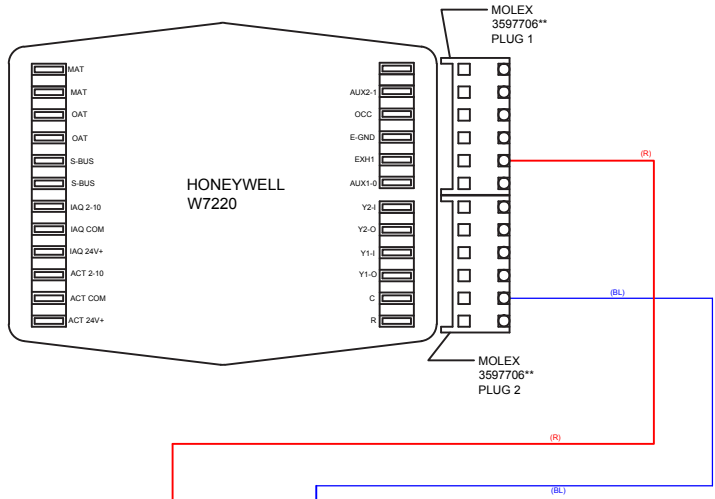 MOLEX
3597706**
PLUG 1
MAT
MAT
OAT
OAT
S-BUS
S-BUS
IAQ 2-10
IAQ COM
IAQ 24V+
ACT 2-10
ACT COM
ACT 24V+
HONEYWELL
W7220
AUX2-1
OCC
E-GND
EXH1
AUX1-0
Y2-I
Y2-O
Y1-I
Y1-O
C
R
(R)
(BL)
MOLEX
3597706**
PLUG 2
(R)
(BL)